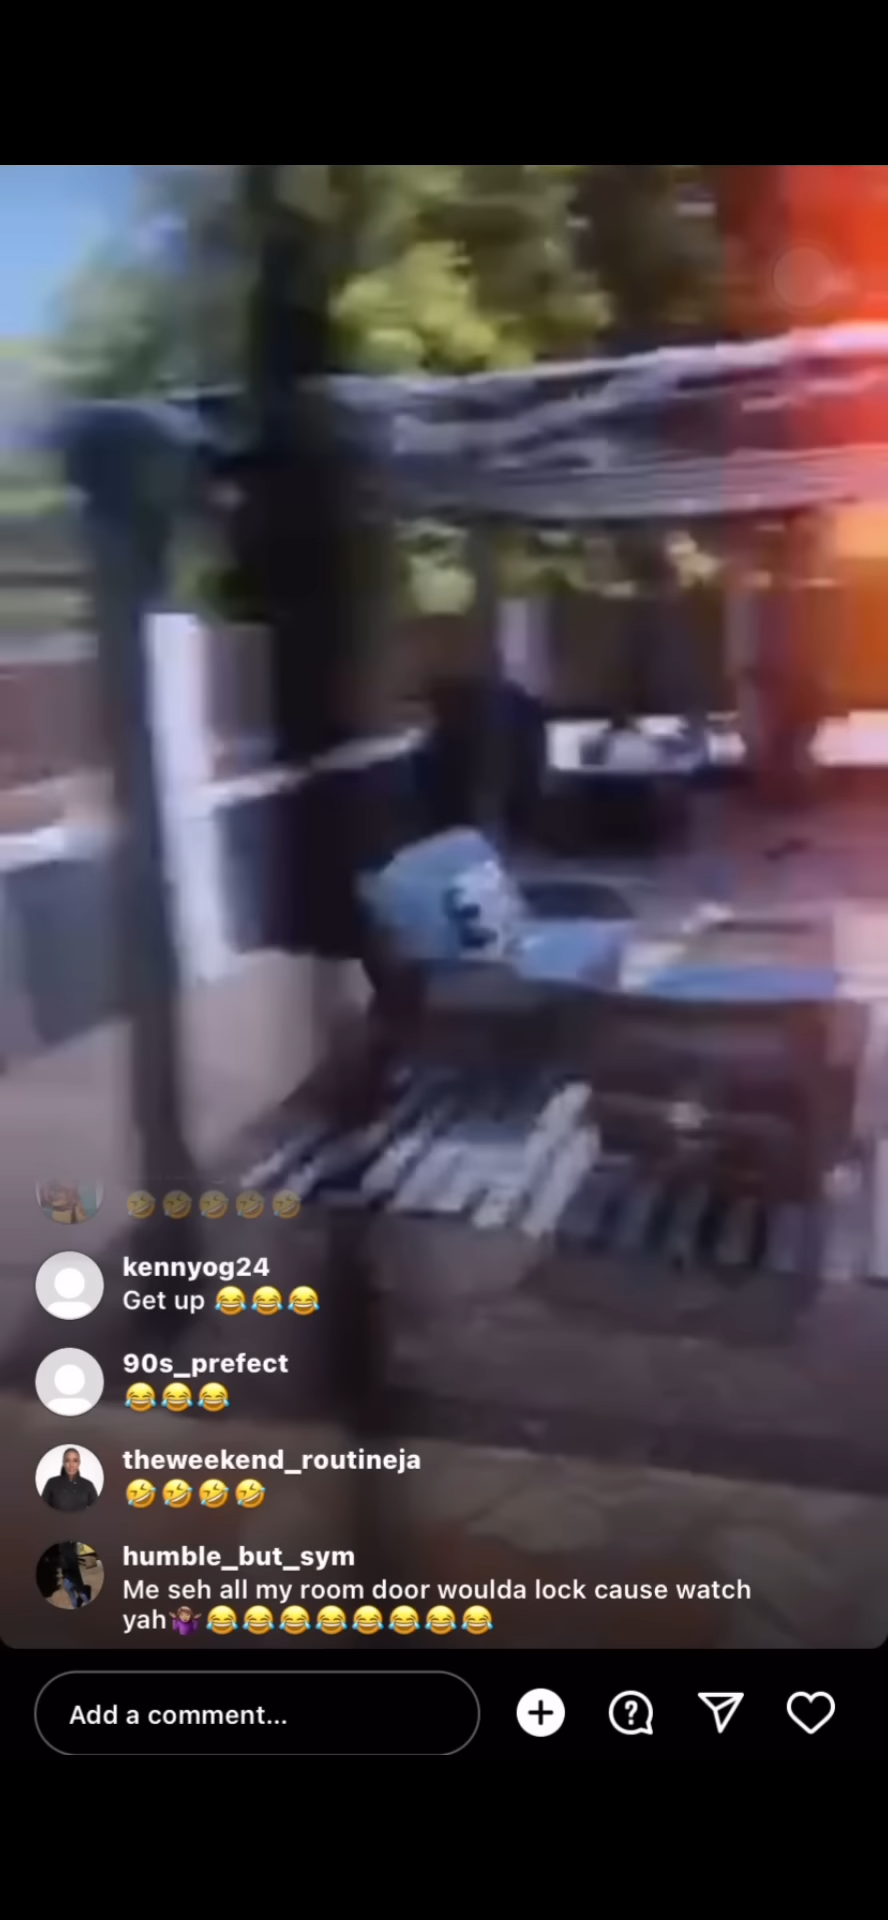 🤣🤣🤣🤣🤣
kennyog24
Get up 😂😂😂
90s_prefect
😂😂😂
theweekend_routineja
🤣🤣🤣🤣
humble_but_sym
Me seh all my room door woulda lock cause watch
yah🤷🏽‍♀️😂😂😂😂😂😂😂😂
Add a comment...